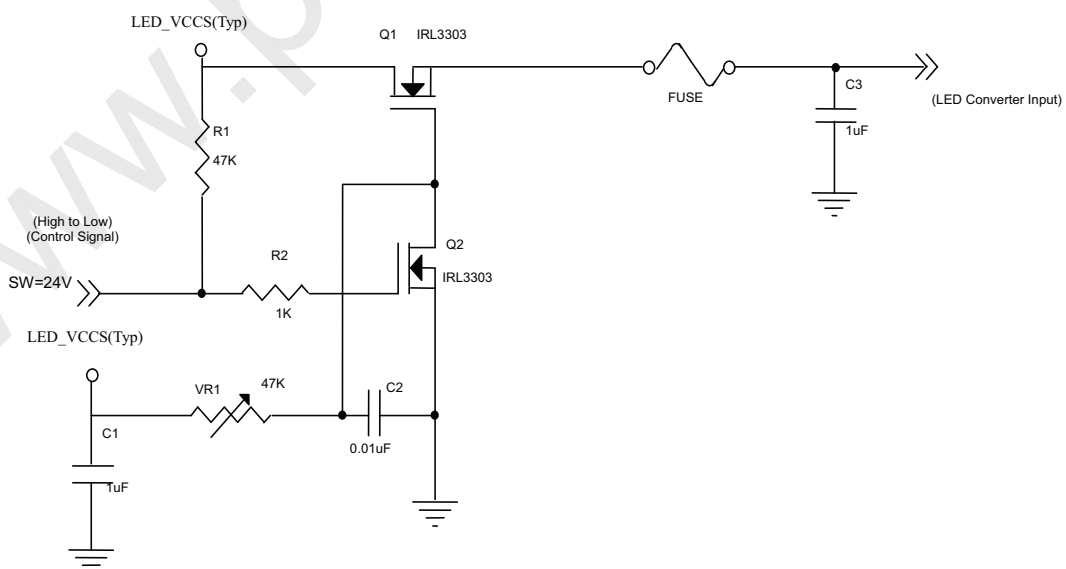 LED_VCCS(Typ)
Q1 IRL3303
FUSE
C3
(LED Converter Input)
1uF
R1
47K
(High to Low)
(Control Signal)
SW=24V
R2
1K
Q2
IRL3303
LED_VCCS(Typ)
VR1
47K
C2
0.01uF
C1
1uF
www.p